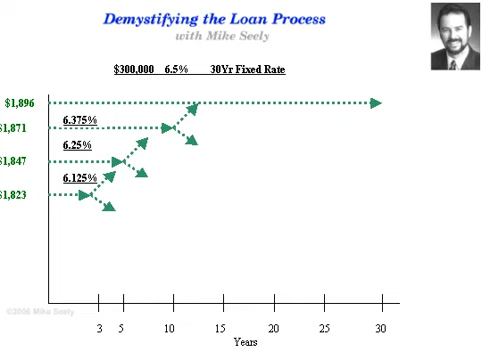 Demystifying the Loan Process
with Mike Seely
$300,000 6.5% 30Yr Fixed Rate
$1,896
6.375%
$1,871
6.25%
$1,847
6.125%
$1,823
©2006 Mike Seely
3 5 10 15 20 25 30
Years